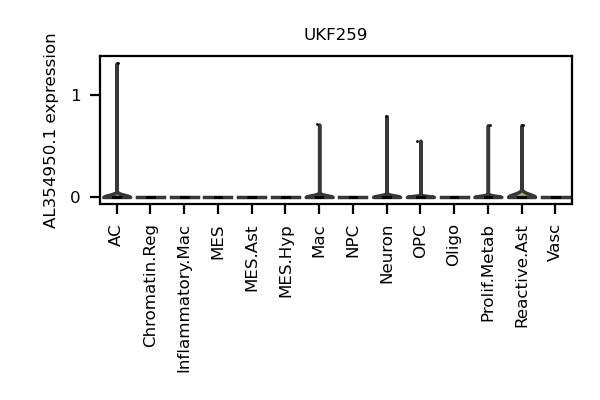 UKF259
AL354950.1 expression
1
0
AC
Chromatin.Reg
Inflammatory.Mac
MES
MES.Ast
MES.Hyp
Mac
NPC
Neuron
OPC
Oligo
Prolif.Metab
Reactive.Ast
Vasc